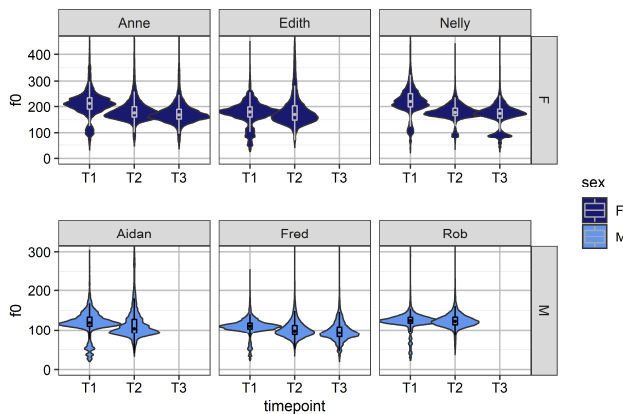 Anne Edith Nelly
400
300
200
100
0
f0
F
T1 T2 T3 T1 T2 T3 T1 T2 T3
sex
F
M
Aidan Fred Rob
300
200
100
0
f0
M
T1 T2 T3 T1 T2 T3 T1 T2 T3
timepoint